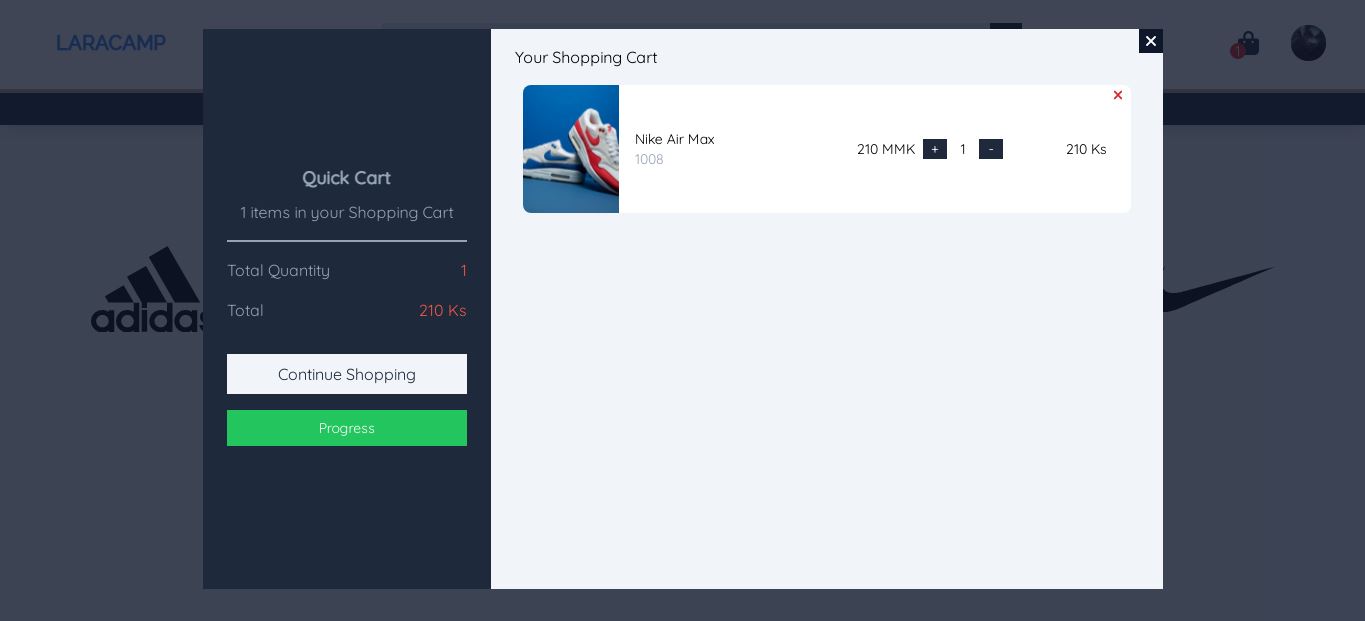 LARACAMP
1
Quick Cart
1 items in your Shopping Cart
Total Quantity 1
Total 210 Ks
Continue Shopping
Progress
Your Shopping Cart
Nike Air Max
1008
210 MMK + 1 - 210 Ks
adidas